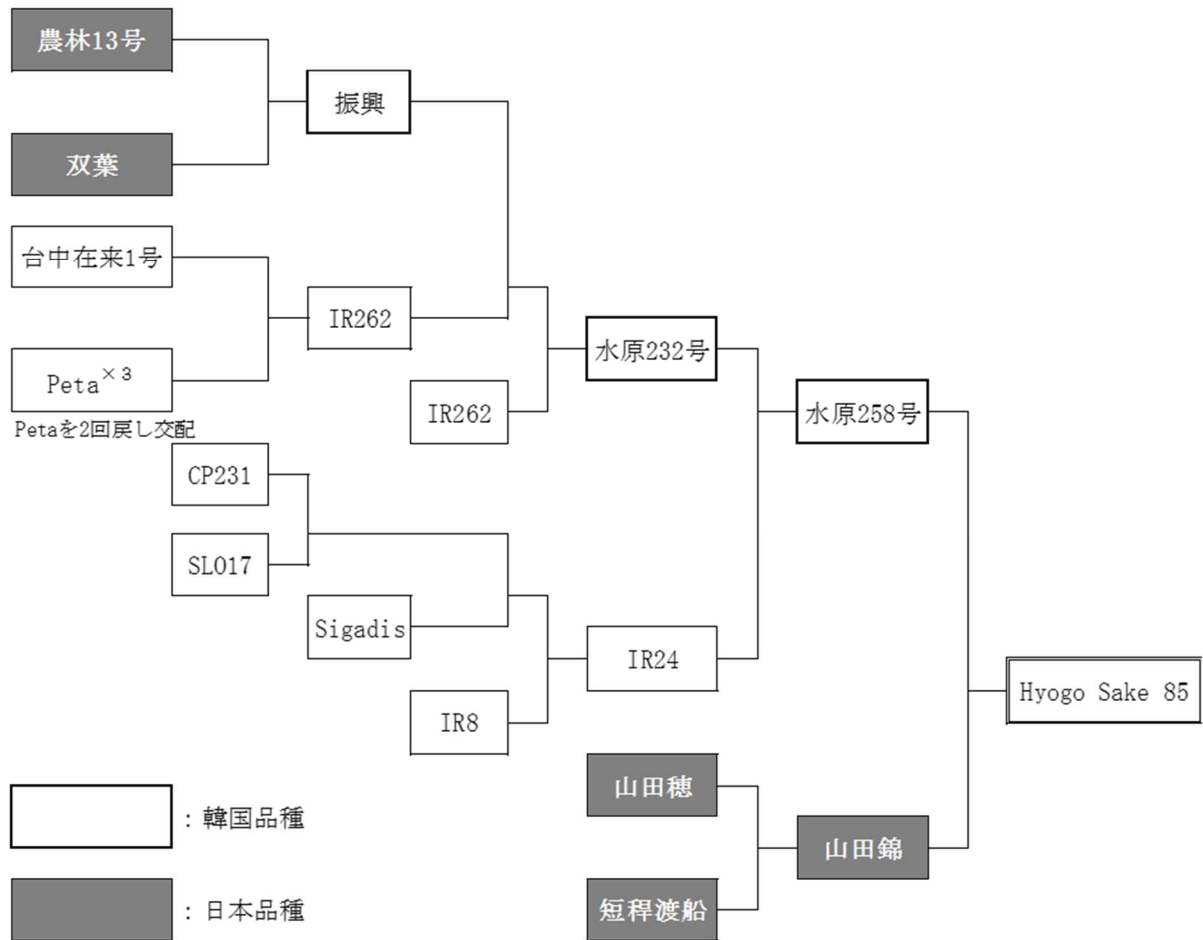 農林13号
振興
双葉
台中在来1号
IR262
水原232号
Peta×3
Petaを2回戻し交配
IR262
水原258号
CP231
SLO17
Sigadis
IR24
Hyogo Sake 85
IR8
山田穂
：韓国品種
山田錦
：日本品種
短稈渡船